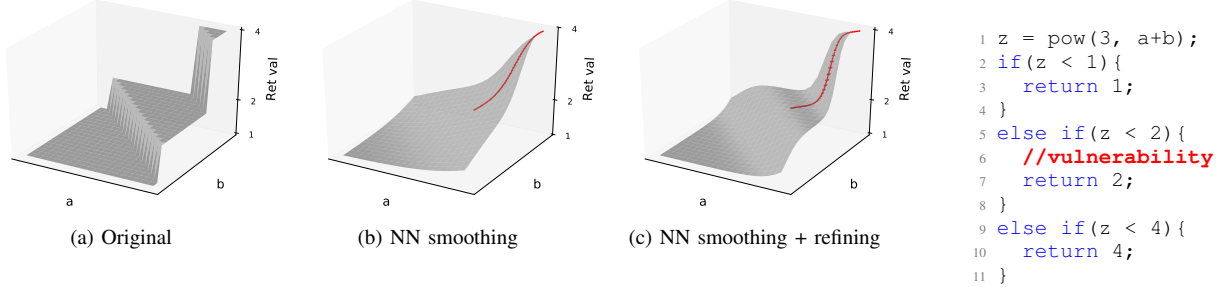 4
2
1
Ret val
b
a
(a) Original
4
2
1
Ret val
b
a
(b) NN smoothing
4
2
1
Ret val
b
a
(c) NN smoothing + refining
1 z = pow(3, a+b);
2 if(z < 1){
3 return 1;
4 }
5 else if(z < 2){
6 //vulnerability
7 return 2;
8 }
9 else if(z < 4){
10 return 4;
11 }